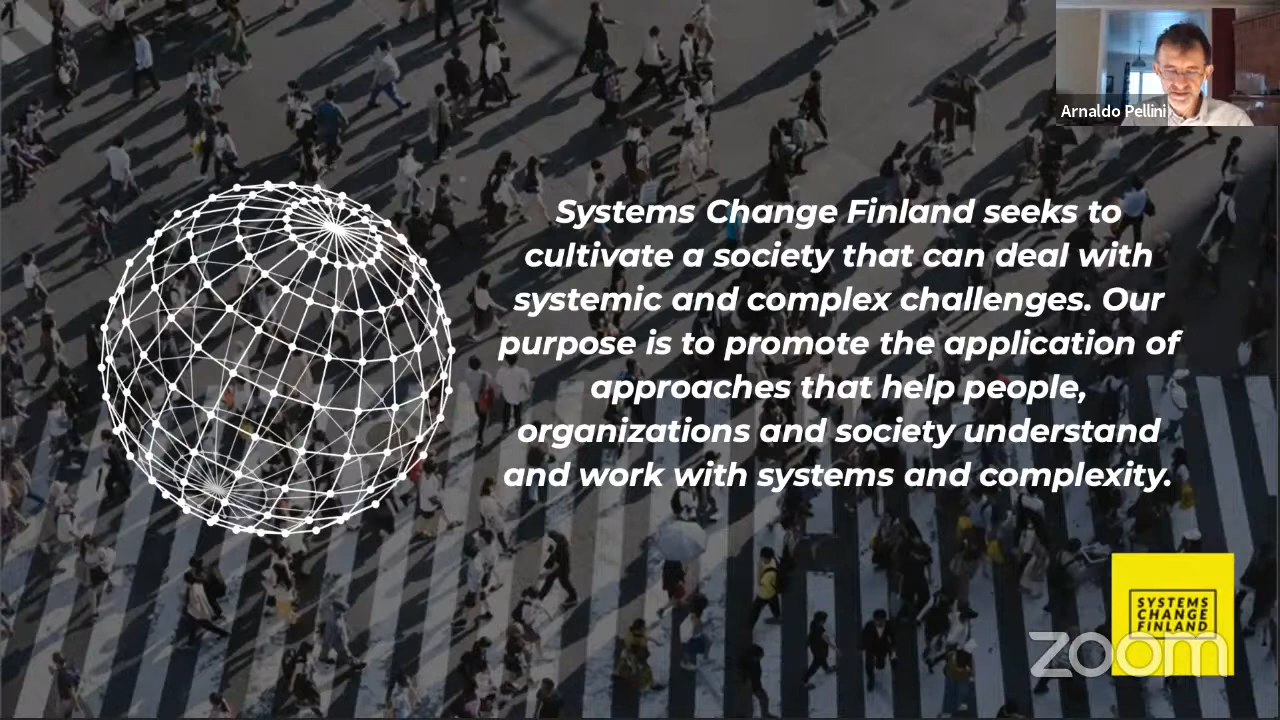 Arnaldo Pellini
Systems Change Finland seeks to
cultivate a society that can deal with
systemic and complex challenges. Our
purpose is to promote the application of
approaches that help people,
organizations and society understand
and work with systems and complexity.
SYSTEMS
CHANGE
FINLAND
zoom